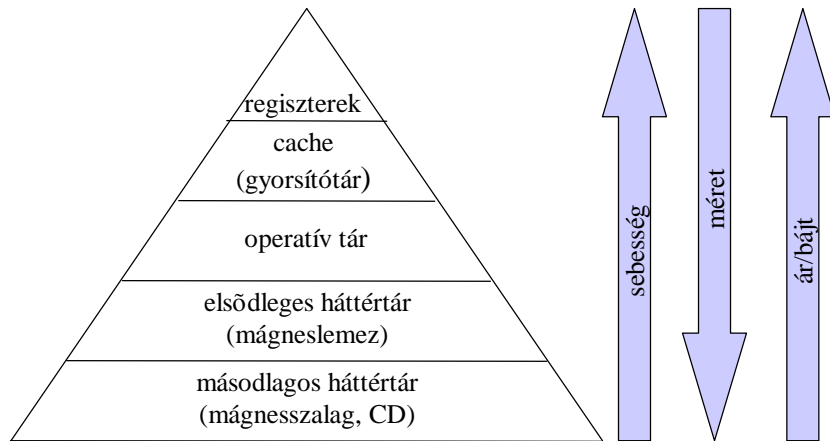 regiszterek
cache
(gyorsítótár)
operatív tár
elsõdleges háttértár
(mágneslemez)
másodlagos háttértár
(mágnesszalag, CD)
sebesség
méret
ár/bájt